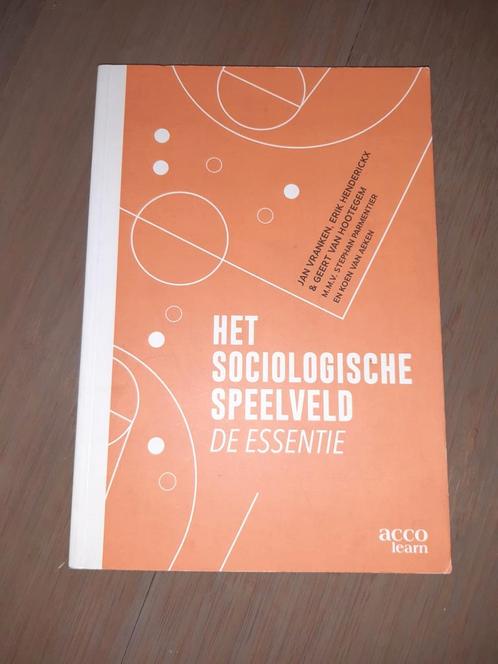 JAN VRANKEN, ERIK HENDERICKX
& GEERT VAN HOOTEGEM
M.M.V. STEPHAN PARMENTIER
EN KOEN VAN AEKEN
HET
SOCIOLOGISCHE
SPEELVELD
DE ESSENTIE
acco
learn